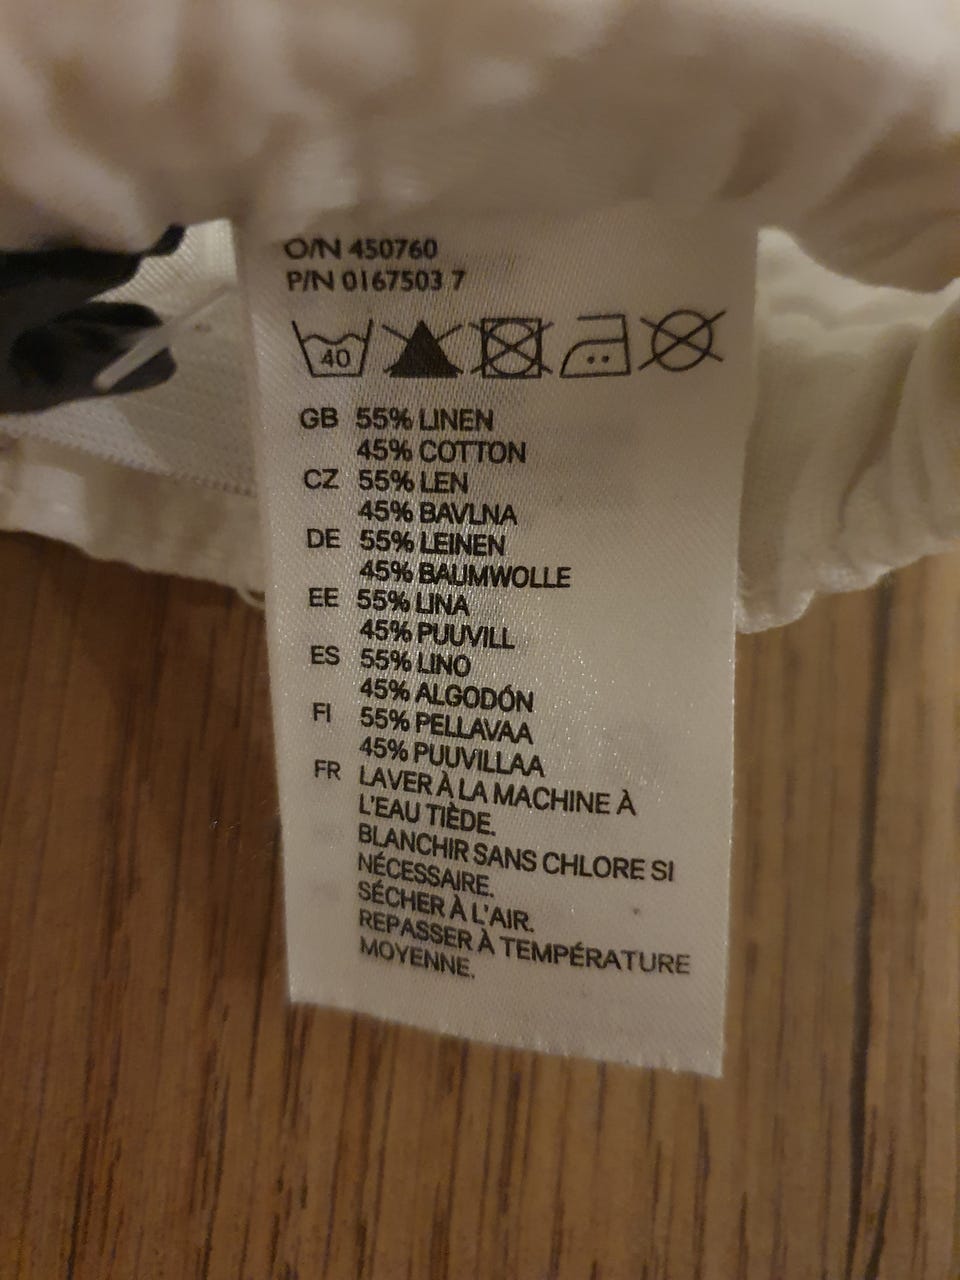 O/N 450760
P/N 0167503 7
40
GB 55% LINEN
45% COTTON
CZ 55% LEN
45% BAVLNA
DE 55% LEINEN
45% BAUMWOLLE
EE 55% LINA
45% PUUVILL
ES 55% LINO
45% ALGODÓN
FI 55% PELLAVAA
45% PUUVILLAA
FR LAVER À LA MACHINE À
L'EAU TIÈDE.
BLANCHIR SANS CHLORE SI
NÉCESSAIRE.
SÉCHER À L'AIR.
REPASSER À TEMPÉRATURE
MOYENNE.